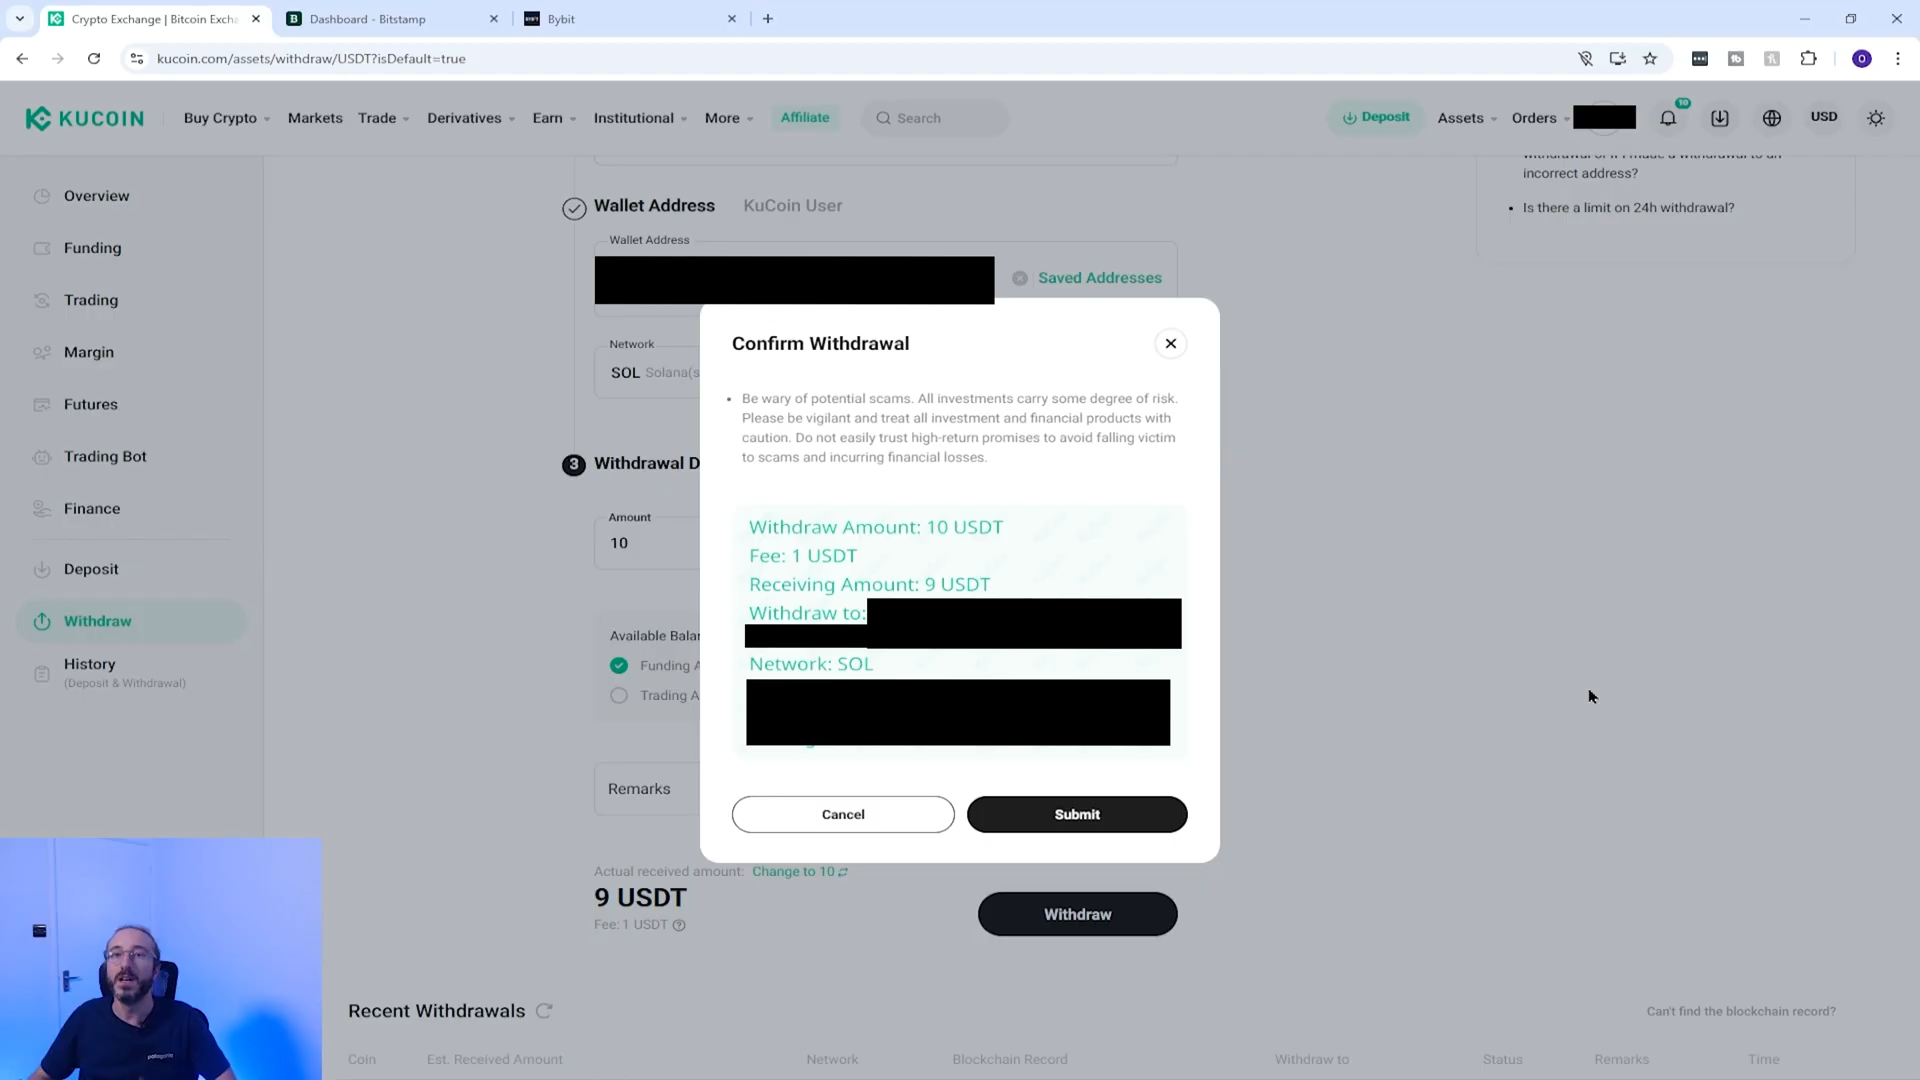 Crypto Exchange | Bitcoin Excha
Dashboard - Bitstamp
Bybit
kucoin.com/assets/withdraw/USDT?isDefault=true
KUCOIN
Buy Crypto
Markets
Trade
Derivatives
Earn
Institutional
More
Affiliate
Search
Deposit
Assets
Orders
10
USD
Overview
Funding
Trading
Margin
Futures
Trading Bot
Finance
Deposit
Withdraw
History
(Deposit & Withdrawal)
incorrect address?
• Is there a limit on 24h withdrawal?
Wallet Address
KuCoin User
Wallet Address
Saved Addresses
Network
SOL Solana(s
3
Withdrawal D
Amount
10
Available Balan
Funding A
Trading A
Remarks
Confirm Withdrawal
• Be wary of potential scams. All investments carry some degree of risk.
Please be vigilant and treat all investment and financial products with
caution. Do not easily trust high-return promises to avoid falling victim
to scams and incurring financial losses.
Withdraw Amount: 10 USDT
Fee: 1 USDT
Receiving Amount: 9 USDT
Withdraw to:
Network: SOL
Cancel
Submit
Actual received amount: Change to 10
9 USDT
Fee: 1 USDT
Withdraw
patagonia
Recent Withdrawals
Can't find the blockchain record?
Coin
Est. Received Amount
Network
Blockchain Record
Withdraw to
Status
Remarks
Time